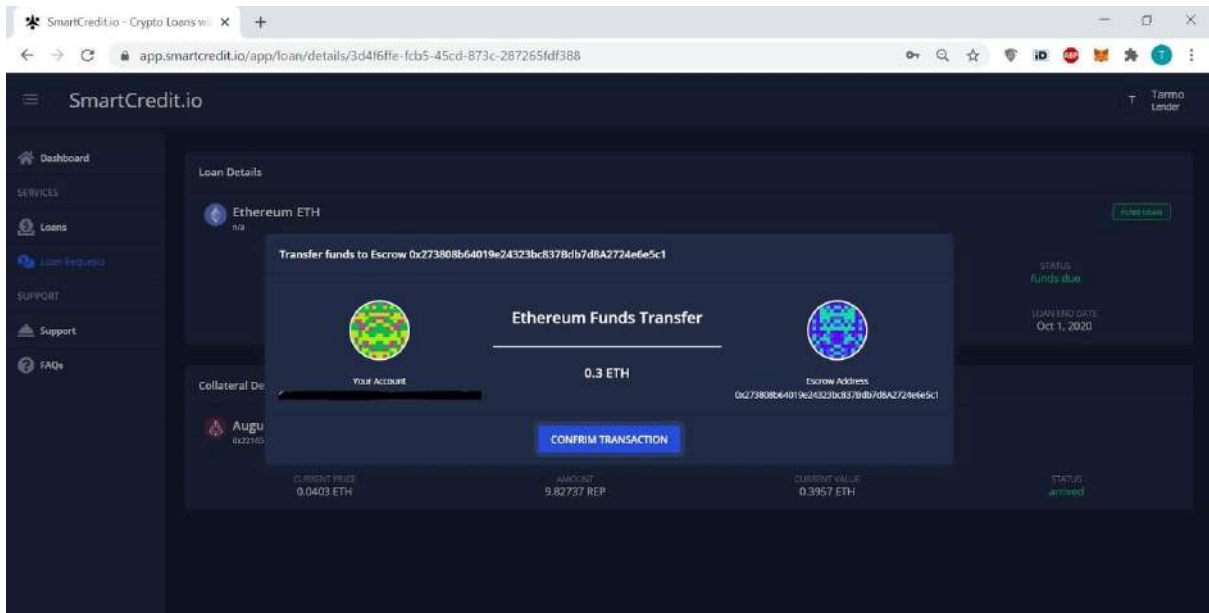 SmartCredit.io - Crypto Loans wi
app.smartcredit.io/app/loan/details/3d4f6ffe-fcb5-45cd-873c-287265fdf388
iD
ABP
T
SmartCredit.io
T
Tarmo
Lender
Dashboard
SERVICES
Loans
Loan Requests
SUPPORT
Support
FAQs
Loan Details
Ethereum ETH
n/a
FUND LOAN
STATUS
funds due
LOAN END DATE
Oct 1, 2020
Transfer funds to Escrow 0x273808b64019e24323bc8378db7d8A2724e6e5c1
Ethereum Funds Transfer
0.3 ETH
Your Account
Escrow Address
0x273808b64019e24323bc8378db7d8A2724e6e5c1
CONFRIM TRANSACTION
Collateral De
Augu
0x22165
CURRENT PRICE
0.0403 ETH
AMOUNT
9.82737 REP
CURRENT VALUE
0.3957 ETH
STATUS
arrived